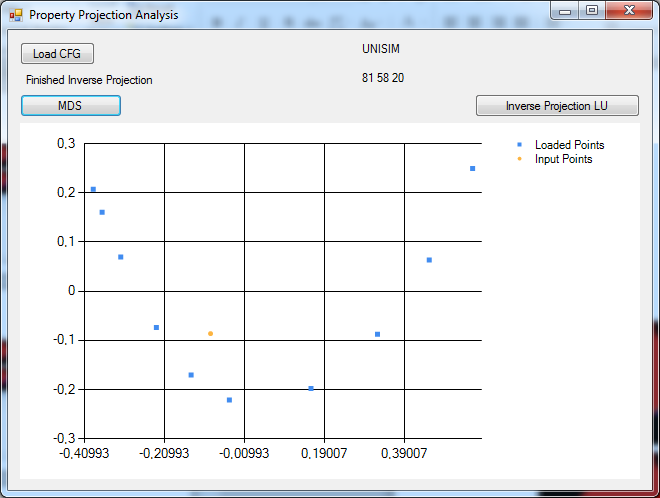 Property Projection Analysis
Load CFG
UNISIM
Finished Inverse Projection
81 58 20
MDS
Inverse Projection LU
Loaded Points
Input Points
0,3
0,2
0,1
0
-0,1
-0,2
-0,3
-0,40993 -0,20993 -0,00993 0,19007 0,39007